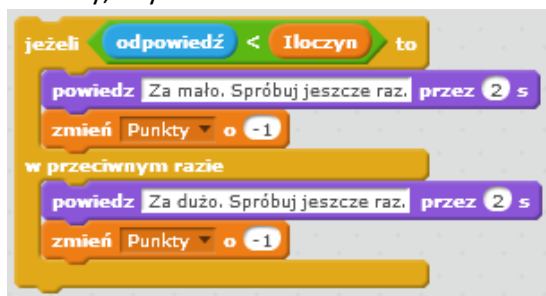 jeżeli odpowiedź < Iloczyn to
powiedz Za mało. Spróbuj jeszcze raz. przez 2 s
zmień Punkty o -1
w przeciwnym razie
powiedz Za dużo. Spróbuj jeszcze raz. przez 2 s
zmień Punkty o -1